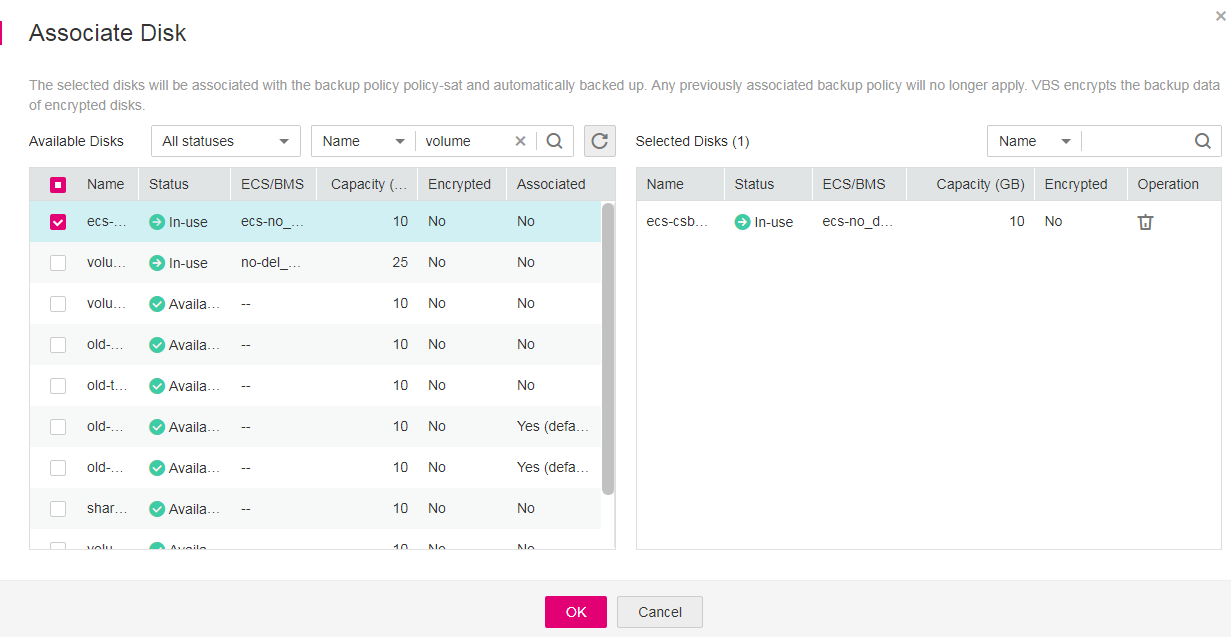 Associate Disk
The selected disks will be associated with the backup policy policy-sat and automatically backed up. Any previously associated backup policy will no longer apply. VBS encrypts the backup data
of encrypted disks.
Available Disks All statuses Name volume
Selected Disks (1) Name
Name Status ECS/BMS Capacity (... Encrypted Associated
ecs-... In-use ecs-no_... 10 No No
volu... In-use no-del_... 25 No No
volu... Availa... -- 10 No No
old-... Availa... -- 10 No No
old-t... Availa... -- 10 No No
old-... Availa... -- 10 No Yes (defa...
old-... Availa... -- 10 No Yes (defa...
shar... Availa... -- 10 No No
volu... Availa... 10 No No
Name Status ECS/BMS Capacity (GB) Encrypted Operation
ecs-csb... In-use ecs-no_d... 10 No
OK Cancel